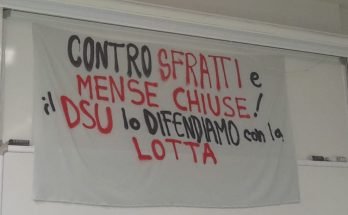 CONTRO SFRATTI e
MENSE CHIUSE!
il DSU lo DIFENDIAMO con la
LOTTA